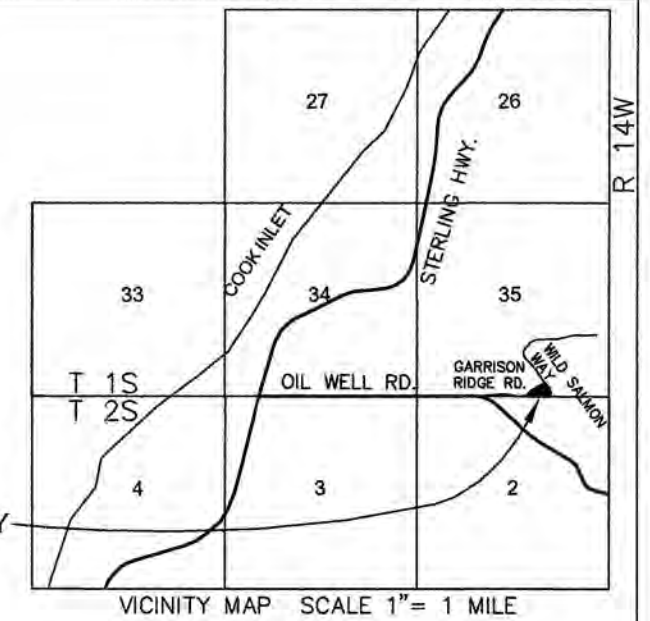 27
26
R 14W
COOK INLET
STERLING HWY.
33
34
35
T 1S
OIL WELL RD.
GARRISON
RIDGE RD.
WILD SALMON
WAY
T 2S
4
3
2
Y
VICINITY MAP SCALE 1"= 1 MILE